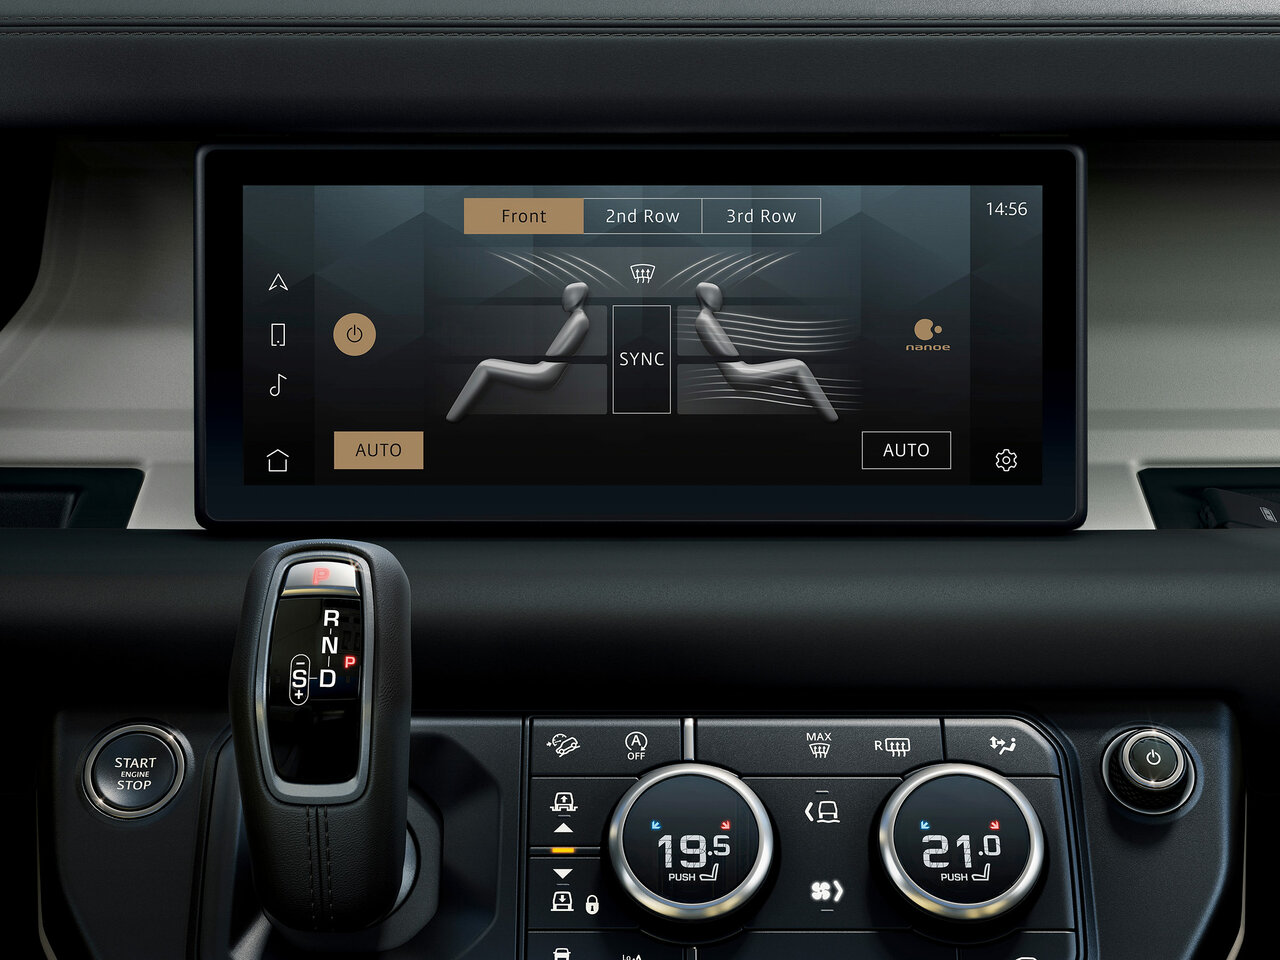 Front 2nd Row 3rd Row
14:56
SYNC
nanoe
AUTO
AUTO
P
R
N
P
S D
START
ENGINE
STOP
A
OFF
MAX
R
19.5
PUSH
21.0
PUSH